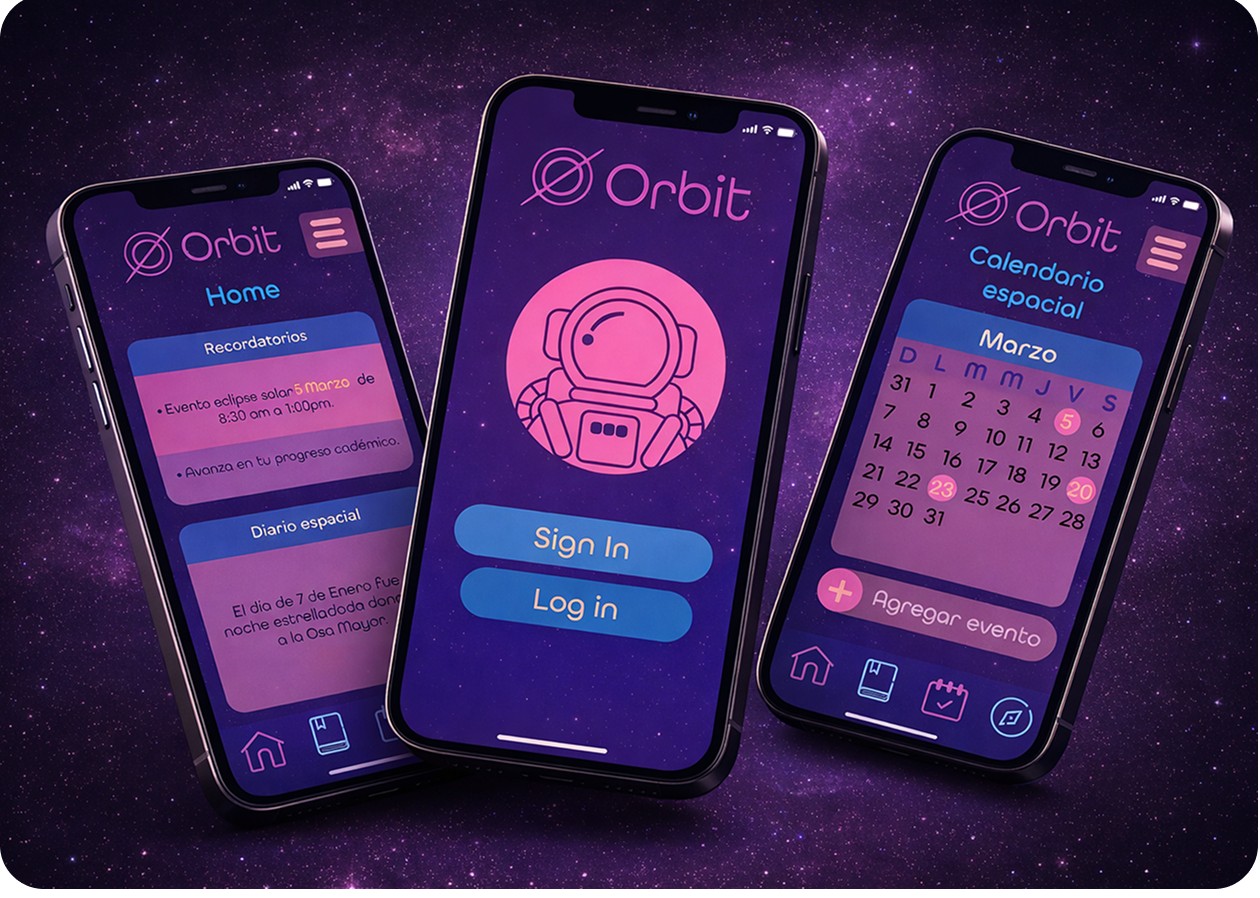 Orbit
Home
Recordatorios
• Evento eclipse solar 5 Marzo de
8:30 am a 1:00pm.
• Avanza en tu progreso cadémico.
Diario espacial
El dia de 7 de Enero fue
noche estrelladoda
a la Osa Mayor.
Orbit
Sign In
Log in
Orbit
Calendario
espacial
Marzo
D L m m J V S
31 1 2 3 4 5 6
7 8 9 10 11 12 13
14 15 16 17 18 19 20
21 22 23 25 26 27 28
29 30 31
+ Agregar evento